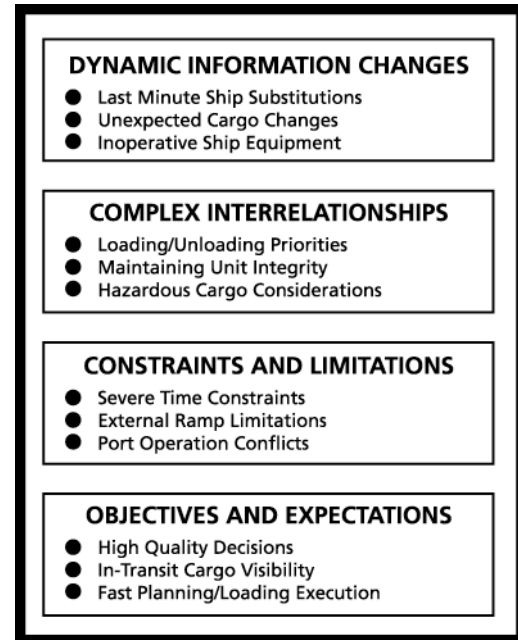 DYNAMIC INFORMATION CHANGES
● Last Minute Ship Substitutions
● Unexpected Cargo Changes
● Inoperative Ship Equipment
COMPLEX INTERRELATIONSHIPS
● Loading/Unloading Priorities
● Maintaining Unit Integrity
● Hazardous Cargo Considerations
CONSTRAINTS AND LIMITATIONS
● Severe Time Constraints
● External Ramp Limitations
● Port Operation Conflicts
OBJECTIVES AND EXPECTATIONS
● High Quality Decisions
● In-Transit Cargo Visibility
● Fast Planning/Loading Execution